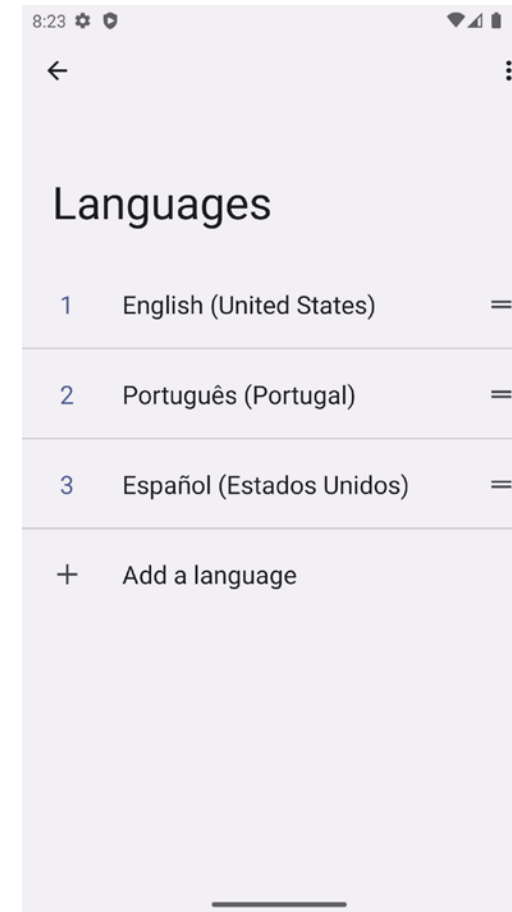 8:23
Languages
1 English (United States)
2 Português (Portugal)
3 Español (Estados Unidos)
+ Add a language